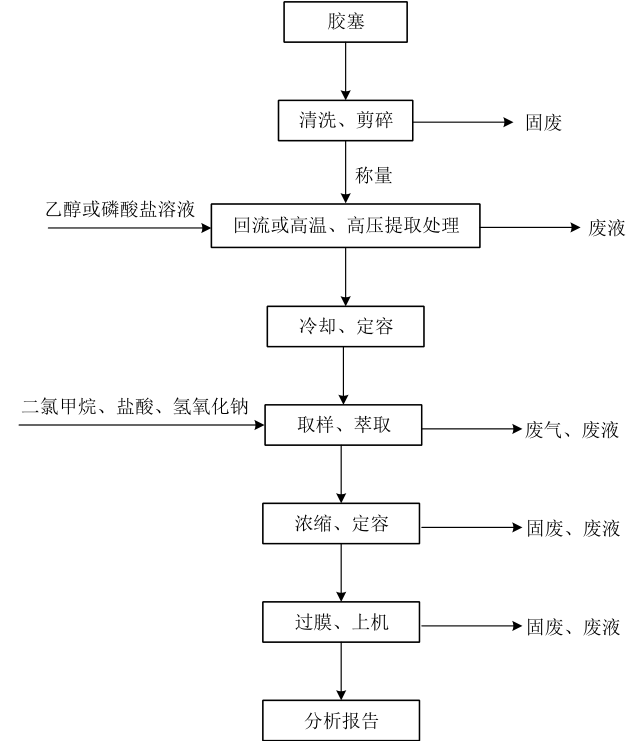 胶塞
清洗、剪碎
固废
称量
乙醇或磷酸盐溶液
回流或高温、高压提取处理
废液
冷却、定容
二氯甲烷、盐酸、氢氧化钠
取样、萃取
废气、废液
浓缩、定容
固废、废液
过膜、上机
固废、废液
分析报告